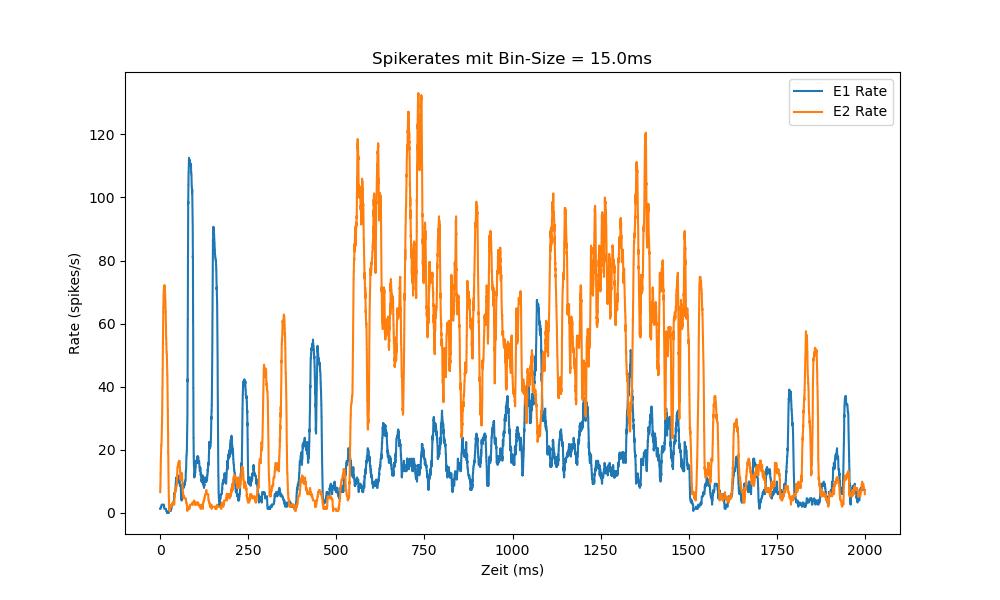 Spikerates mit Bin-Size = 15.0ms
E1 Rate
E2 Rate
Rate (spikes/s)
120
100
80
60
40
20
0
0 250 500 750 1000 1250 1500 1750 2000
Zeit (ms)